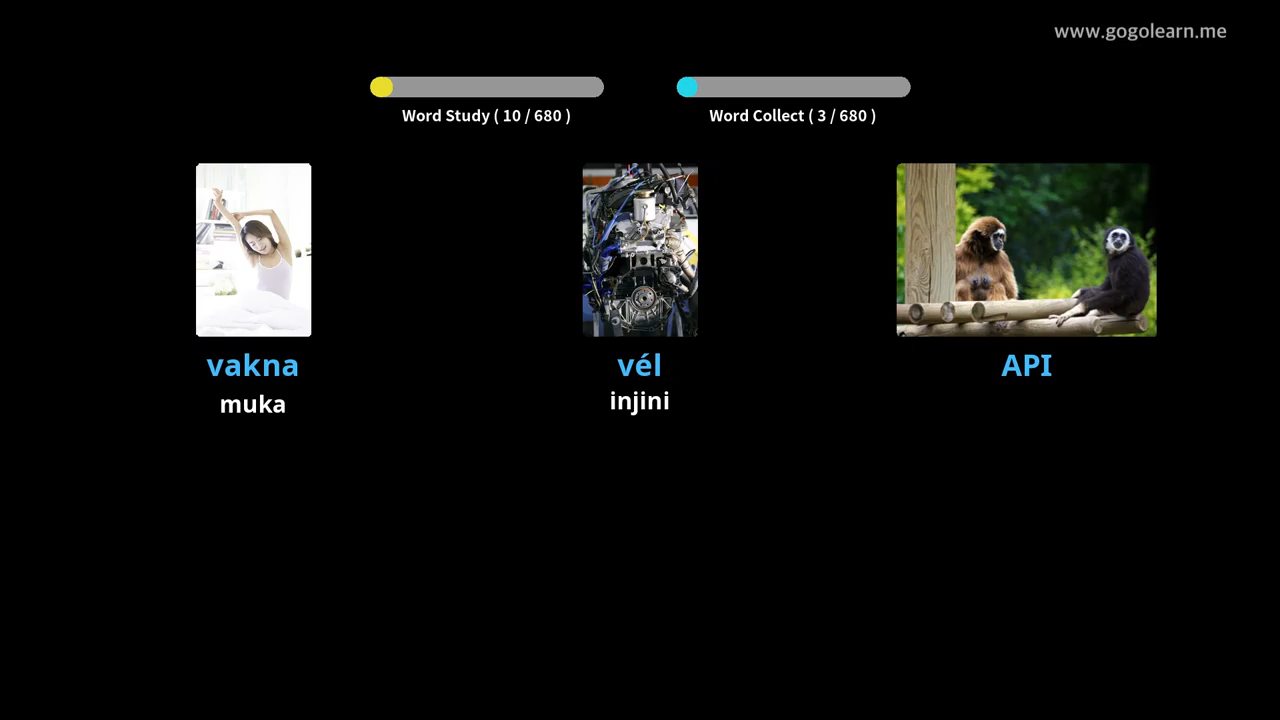 www.gogolearn.me
Word Study ( 10 / 680 )
Word Collect ( 3 / 680 )
vakna
muka
vél
injini
API